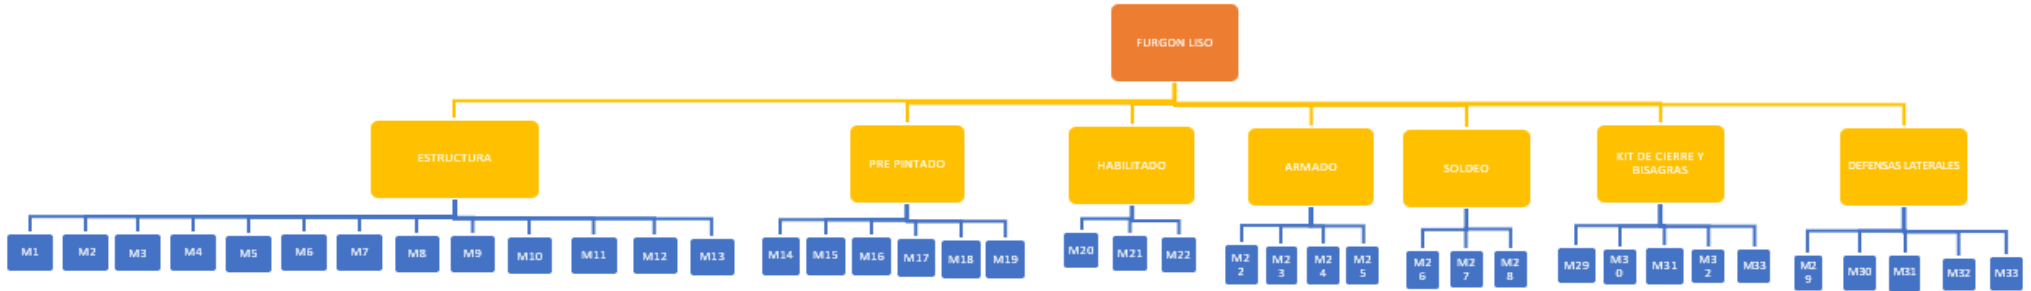 FURGON LISO
ESTRUCTURA
PRE PINTADO
HABILITADO
ARMADO
SOLDEO
KIT DE CIERRE Y
BISAGRAS
DEFENSAS LATERALES
M1
M2
M3
M4
M5
M6
M7
M8
M9
M10
M11
M12
M13
M14
M15
M16
M17
M18
M19
M20
M21
M22
M2
2
M2
3
M2
4
M2
5
M2
6
M2
7
M2
8
M29
M3
0
M31
M3
2
M33
M2
9
M30
M31
M32
M33